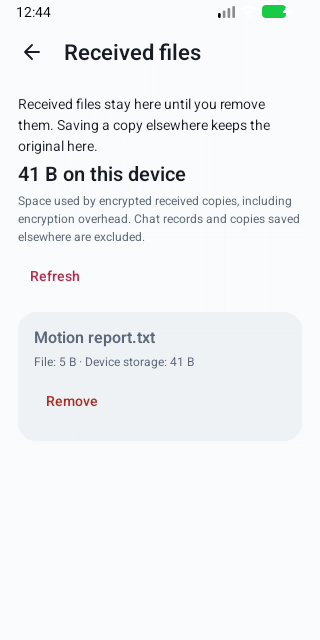 12:44
Received files
Received files stay here until you remove
them. Saving a copy elsewhere keeps the
original here.
41 B on this device
Space used by encrypted received copies, including
encryption overhead. Chat records and copies saved
elsewhere are excluded.
Refresh
Motion report.txt
File: 5 B · Device storage: 41 B
Remove